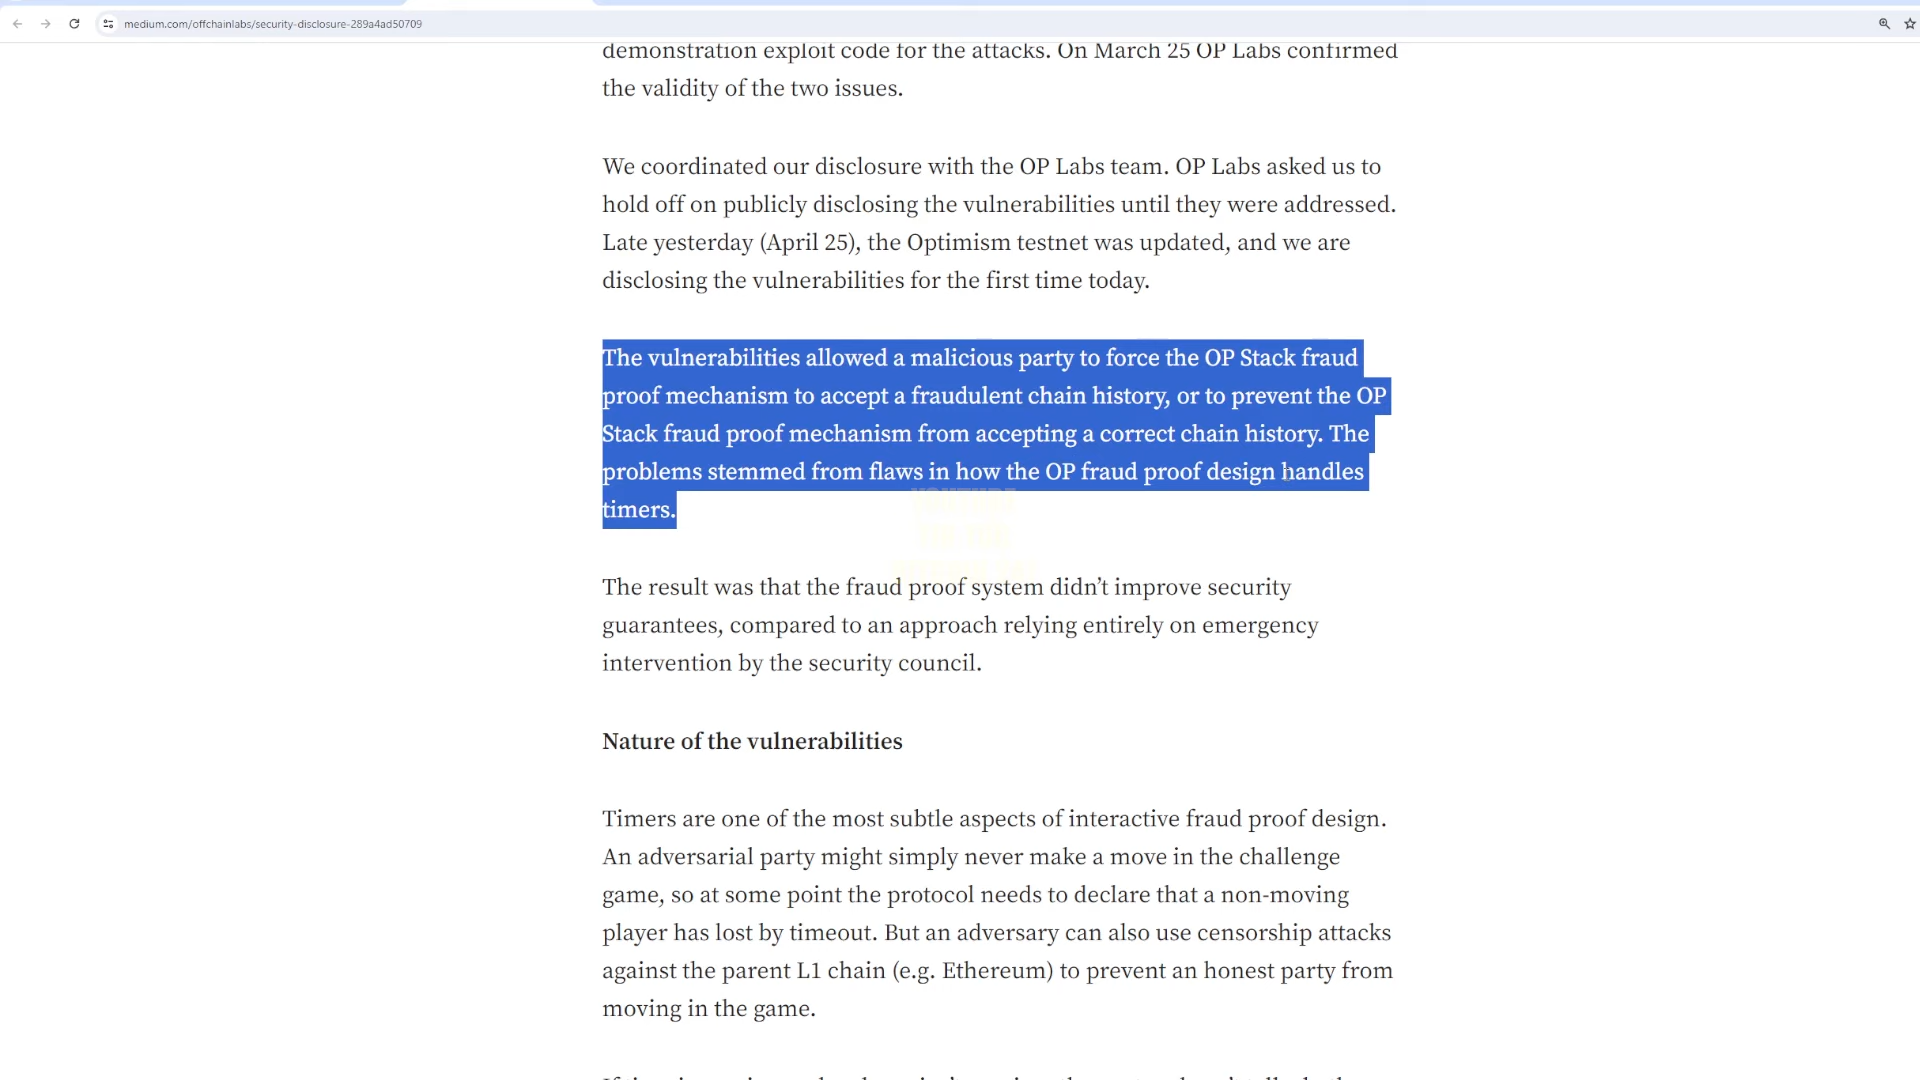 medium.com/offchainlabs/security-disclosure-289a4ad50709
demonstration exploit code for the attacks. On March 25 OP Labs confirmed
the validity of the two issues.
We coordinated our disclosure with the OP Labs team. OP Labs asked us to
hold off on publicly disclosing the vulnerabilities until they were addressed.
Late yesterday (April 25), the Optimism testnet was updated, and we are
disclosing the vulnerabilities for the first time today.
The vulnerabilities allowed a malicious party to force the OP Stack fraud
proof mechanism to accept a fraudulent chain history, or to prevent the OP
Stack fraud proof mechanism from accepting a correct chain history. The
problems stemmed from flaws in how the OP fraud proof design handles
timers.
The result was that the fraud proof system didn’t improve security
guarantees, compared to an approach relying entirely on emergency
intervention by the security council.
Nature of the vulnerabilities
Timers are one of the most subtle aspects of interactive fraud proof design.
An adversarial party might simply never make a move in the challenge
game, so at some point the protocol needs to declare that a non-moving
player has lost by timeout. But an adversary can also use censorship attacks
against the parent L1 chain (e.g. Ethereum) to prevent an honest party from
moving in the game.